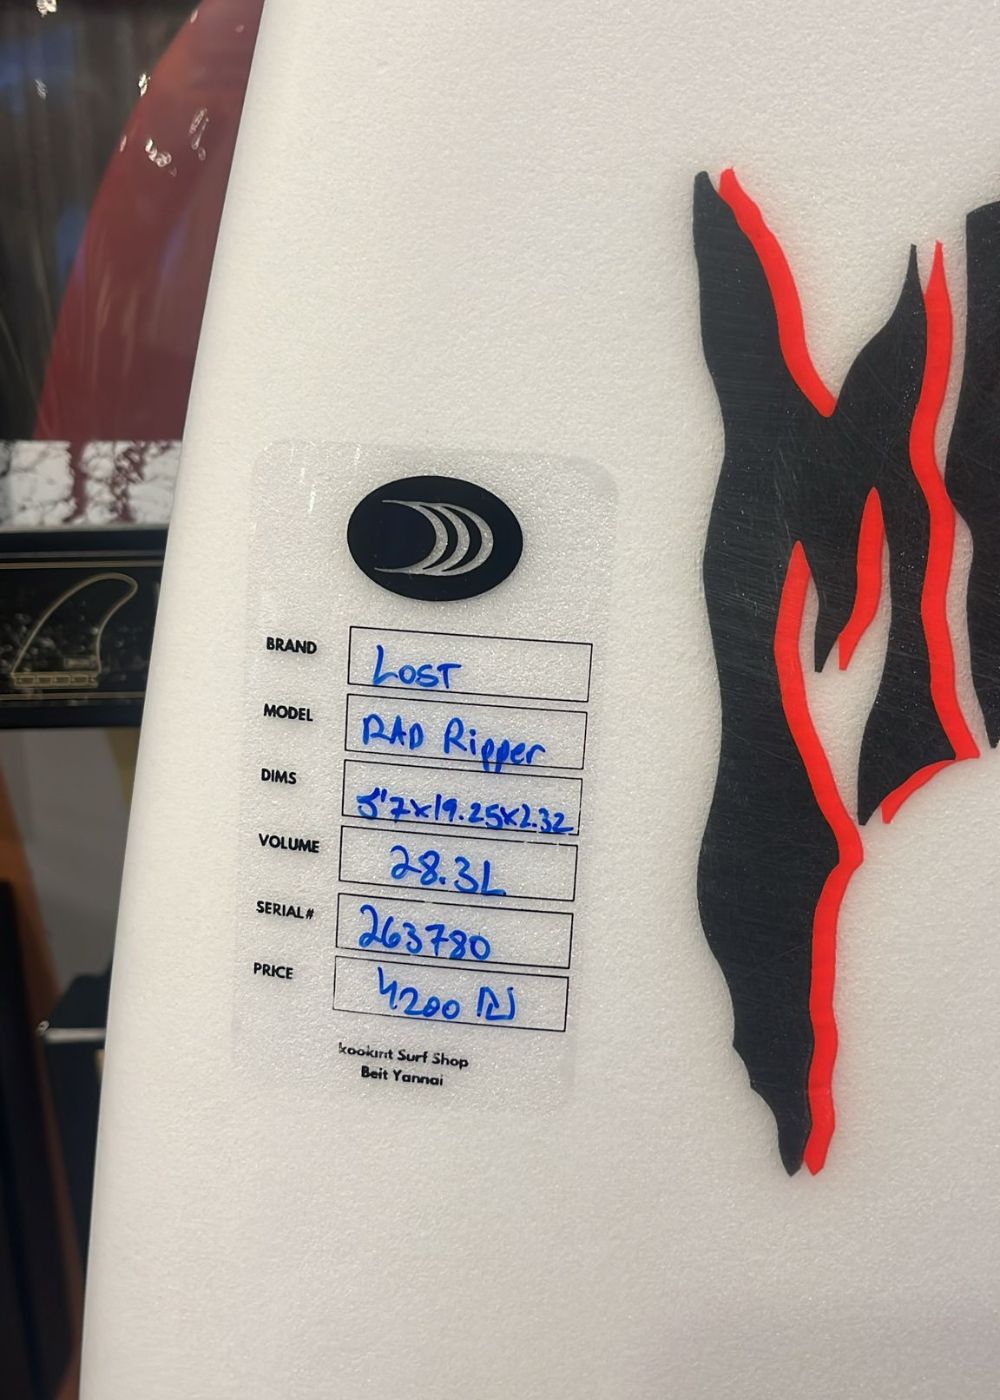 BRAND LOST
MODEL RAD Ripper
DIMS 5'7x19.25x2.32
VOLUME 28.3L
SERIAL# 263780
PRICE 4200 ₪
kookint Surf Shop
Beit Yannai